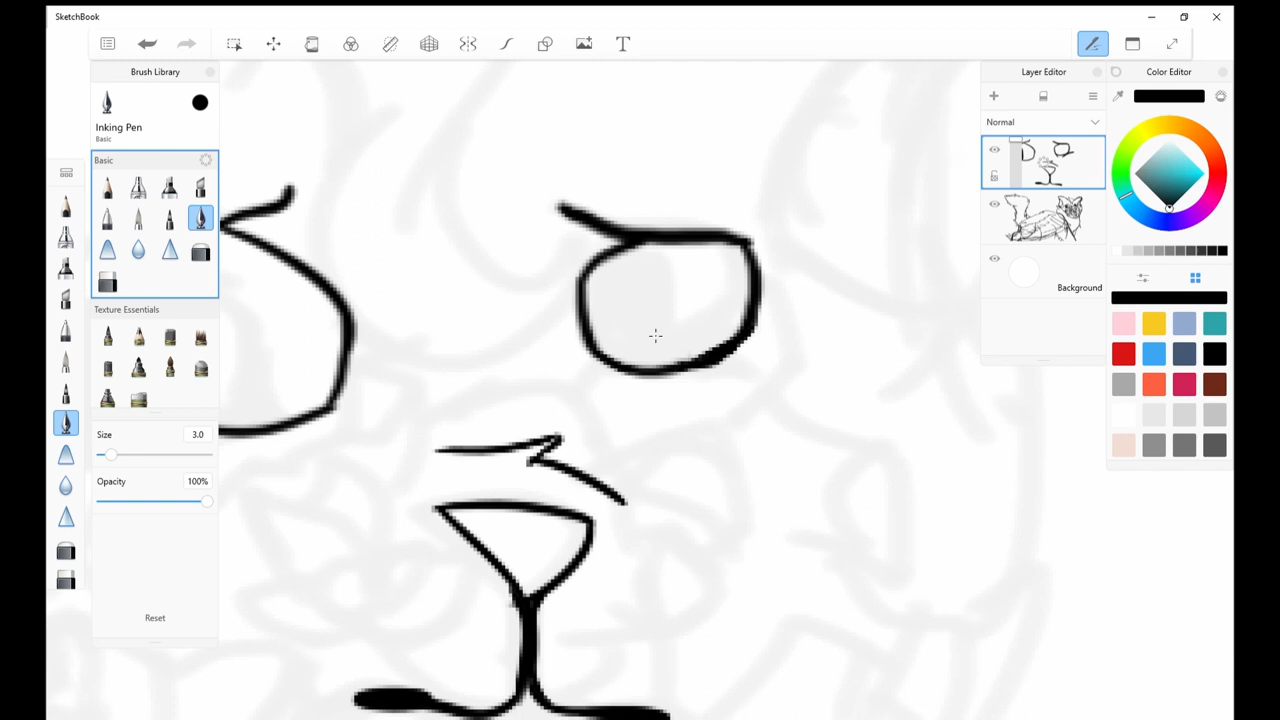 SketchBook
Brush Library
Inking Pen
Basic
Basic
Texture Essentials
Size
3.0
Opacity
100%
Reset
Layer Editor
Normal
Background
Color Editor